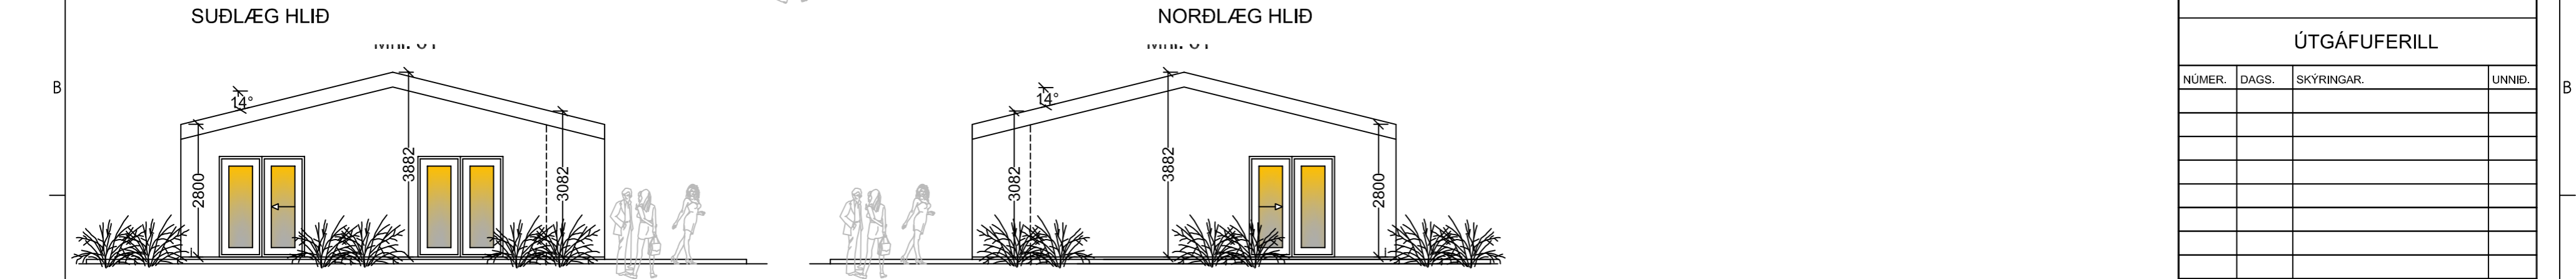 SUÐLÆG HLIÐ
NORÐLÆG HLIÐ
ÚTGÁFUFERILL
NÚMER. DAGS. SKÝRINGAR. UNNIÐ.
B
B
14°
2800
3882
3082
14°
3082
3882
2800